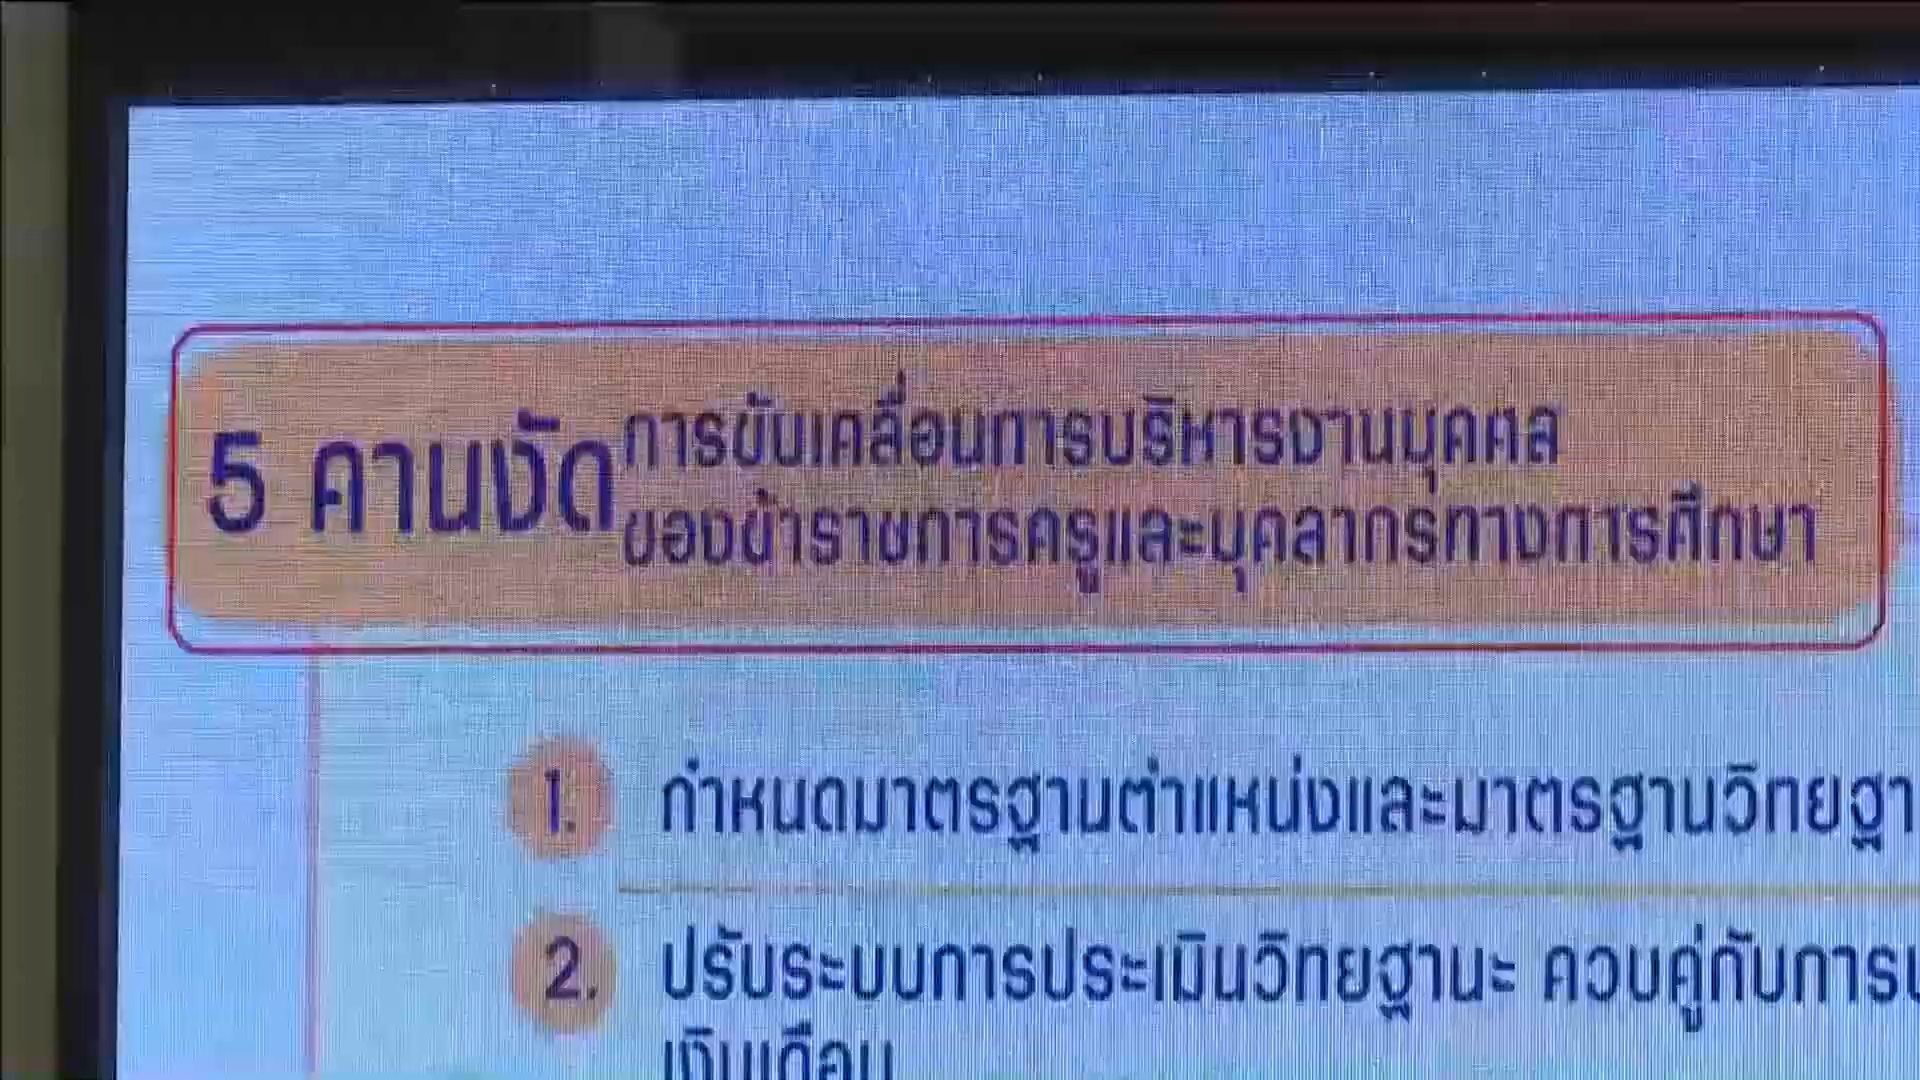 5 คานงัด
การขับเคลื่อนการบริหารงานบุคคล
ของข้าราชการครูและบุคลากรทางการศึกษา
1. กำหนดมาตรฐานตำแหน่งและมาตรฐานวิทยฐา
2. ปรับระบบการประเมินวิทยฐานะ ควบคู่กับการ
เงินเดือน